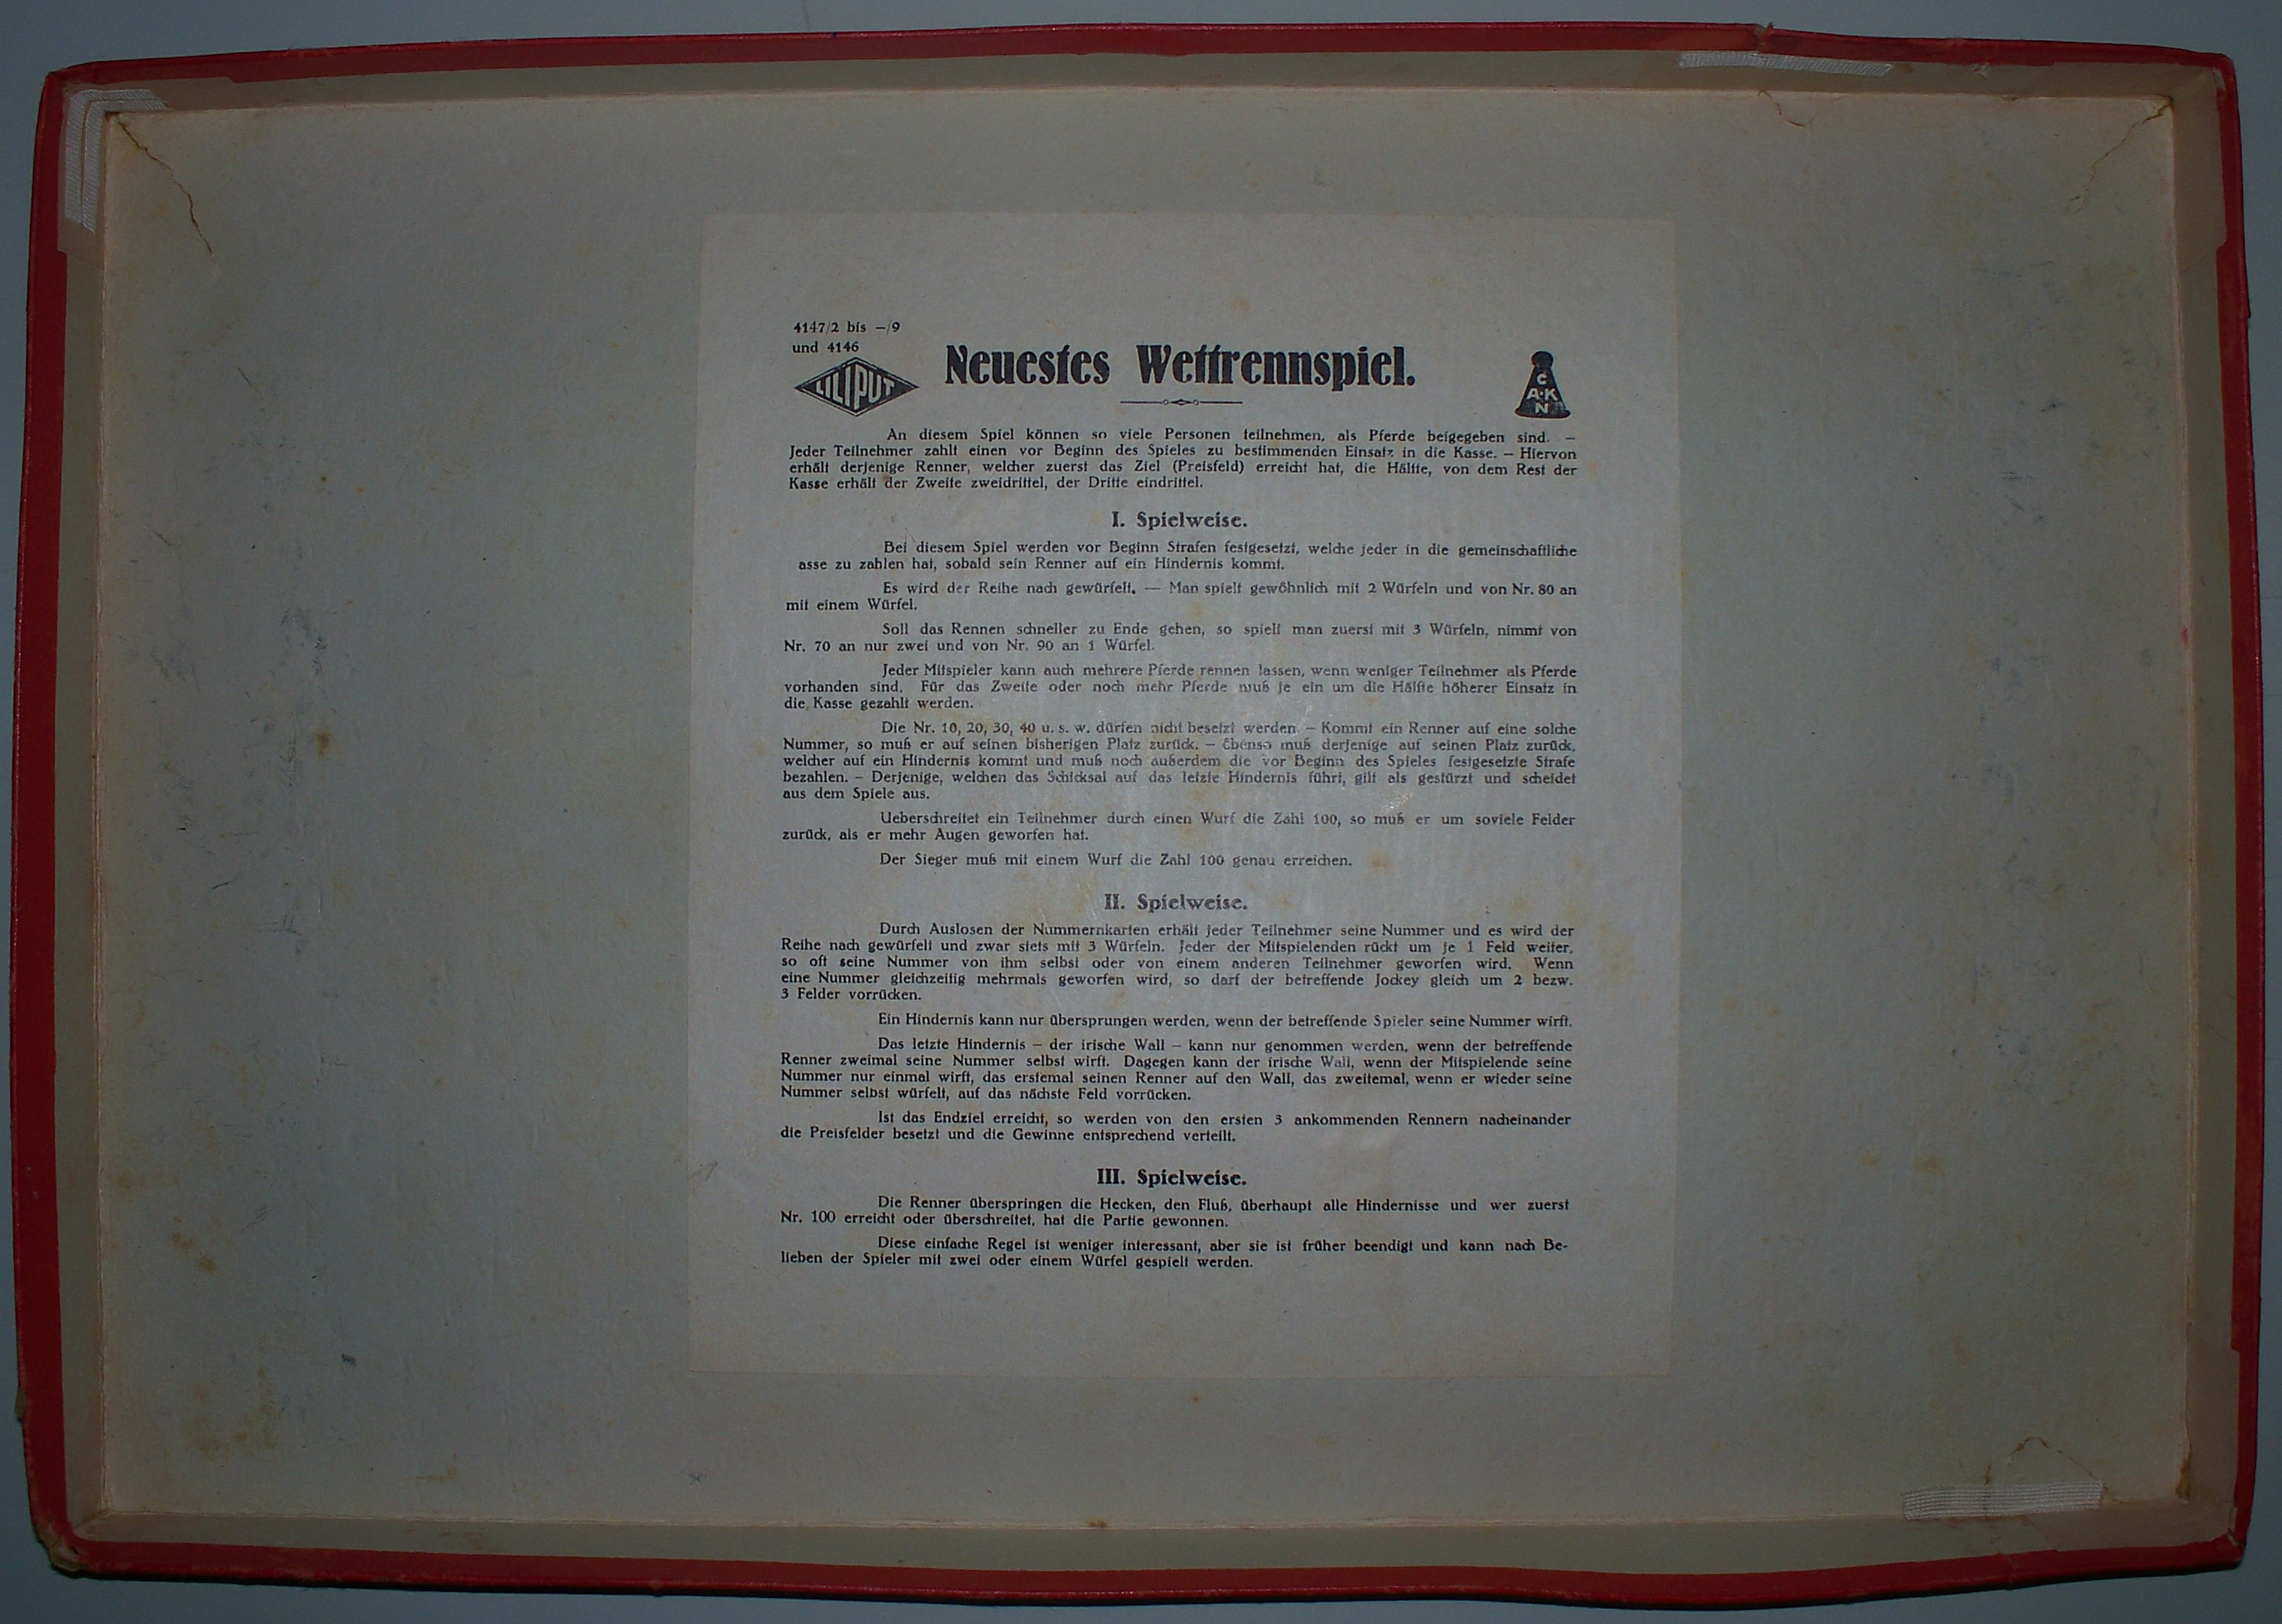 4147/2 bis –/9
und 4146
LILIPUT
Neuestes Wettrennspiel.
C
A·K
N
An diesem Spiel können so viele Personen teilnehmen, als Pferde beigegeben sind. –
Jeder Teilnehmer zahlt einen vor Beginn des Spieles zu bestimmenden Einsatz in die Kasse. – Hiervon
erhält derjenige Renner, welcher zuerst das Ziel (Preisfeld) erreicht hat, die Hälfte, von dem Rest der
Kasse erhält der Zweite zweidrittel, der Dritte eindrittel.
I. Spielweise.
Bei diesem Spiel werden vor Beginn Strafen festgesetzt, welche jeder in die gemeinschaftliche
asse zu zahlen hat, sobald sein Renner auf ein Hindernis kommt.
Es wird der Reihe nach gewürfelt. — Man spielt gewöhnlich mit 2 Würfeln und von Nr. 80 an
mit einem Würfel.
Soll das Rennen schneller zu Ende gehen, so spielt man zuerst mit 3 Würfeln, nimmt von
Nr. 70 an nur zwei und von Nr. 90 an 1 Würfel.
Jeder Mitspieler kann auch mehrere Pferde rennen lassen, wenn weniger Teilnehmer als Pferde
vorhanden sind. Für das Zweite oder noch mehr Pferde muß je ein um die Hälfte höherer Einsatz in
die Kasse gezahlt werden.
Die Nr. 10, 20, 30, 40 u. s. w. dürfen nicht besetzt werden. – Kommt ein Renner auf eine solche
Nummer, so muß er auf seinen bisherigen Platz zurück. – Ebenso muß derjenige auf seinen Platz zurück,
welcher auf ein Hindernis kommt und muß noch außerdem die vor Beginn des Spieles festgesetzte Strafe
bezahlen. – Derjenige, welchen das Schicksal auf das letzte Hindernis führt, gilt als gestürzt und scheidet
aus dem Spiele aus.
Ueberschreitet ein Teilnehmer durch einen Wurf die Zahl 100, so muß er um soviele Felder
zurück, als er mehr Augen geworfen hat.
Der Sieger muß mit einem Wurf die Zahl 100 genau erreichen.
II. Spielweise.
Durch Auslosen der Nummernkarten erhält jeder Teilnehmer seine Nummer und es wird der
Reihe nach gewürfelt und zwar stets mit 3 Würfeln. Jeder der Mitspielenden rückt um je 1 Feld weiter,
so oft seine Nummer von ihm selbst oder von einem anderen Teilnehmer geworfen wird. Wenn
eine Nummer gleichzeitig mehrmals geworfen wird, so darf der betreffende Jockey gleich um 2 bezw.
3 Felder vorrücken.
Ein Hindernis kann nur übersprungen werden, wenn der betreffende Spieler seine Nummer wirft.
Das letzte Hindernis – der irische Wall – kann nur genommen werden, wenn der betreffende
Renner zweimal seine Nummer selbst wirft. Dagegen kann der irische Wall, wenn der Mitspielende seine
Nummer nur einmal wirft, das erstemal seinen Renner auf den Wall, das zweitemal, wenn er wieder seine
Nummer selbst würfelt, auf das nächste Feld vorrücken.
Ist das Endziel erreicht, so werden von den ersten 3 ankommenden Rennern nacheinander
die Preisfelder besetzt und die Gewinne entsprechend verteilt.
III. Spielweise.
Die Renner überspringen die Hecken, den Fluß, überhaupt alle Hindernisse und wer zuerst
Nr. 100 erreicht oder überschreitet, hat die Partie gewonnen.
Diese einfache Regel ist weniger interessant, aber sie ist früher beendigt und kann nach Be-
lieben der Spieler mit zwei oder einem Würfel gespielt werden.